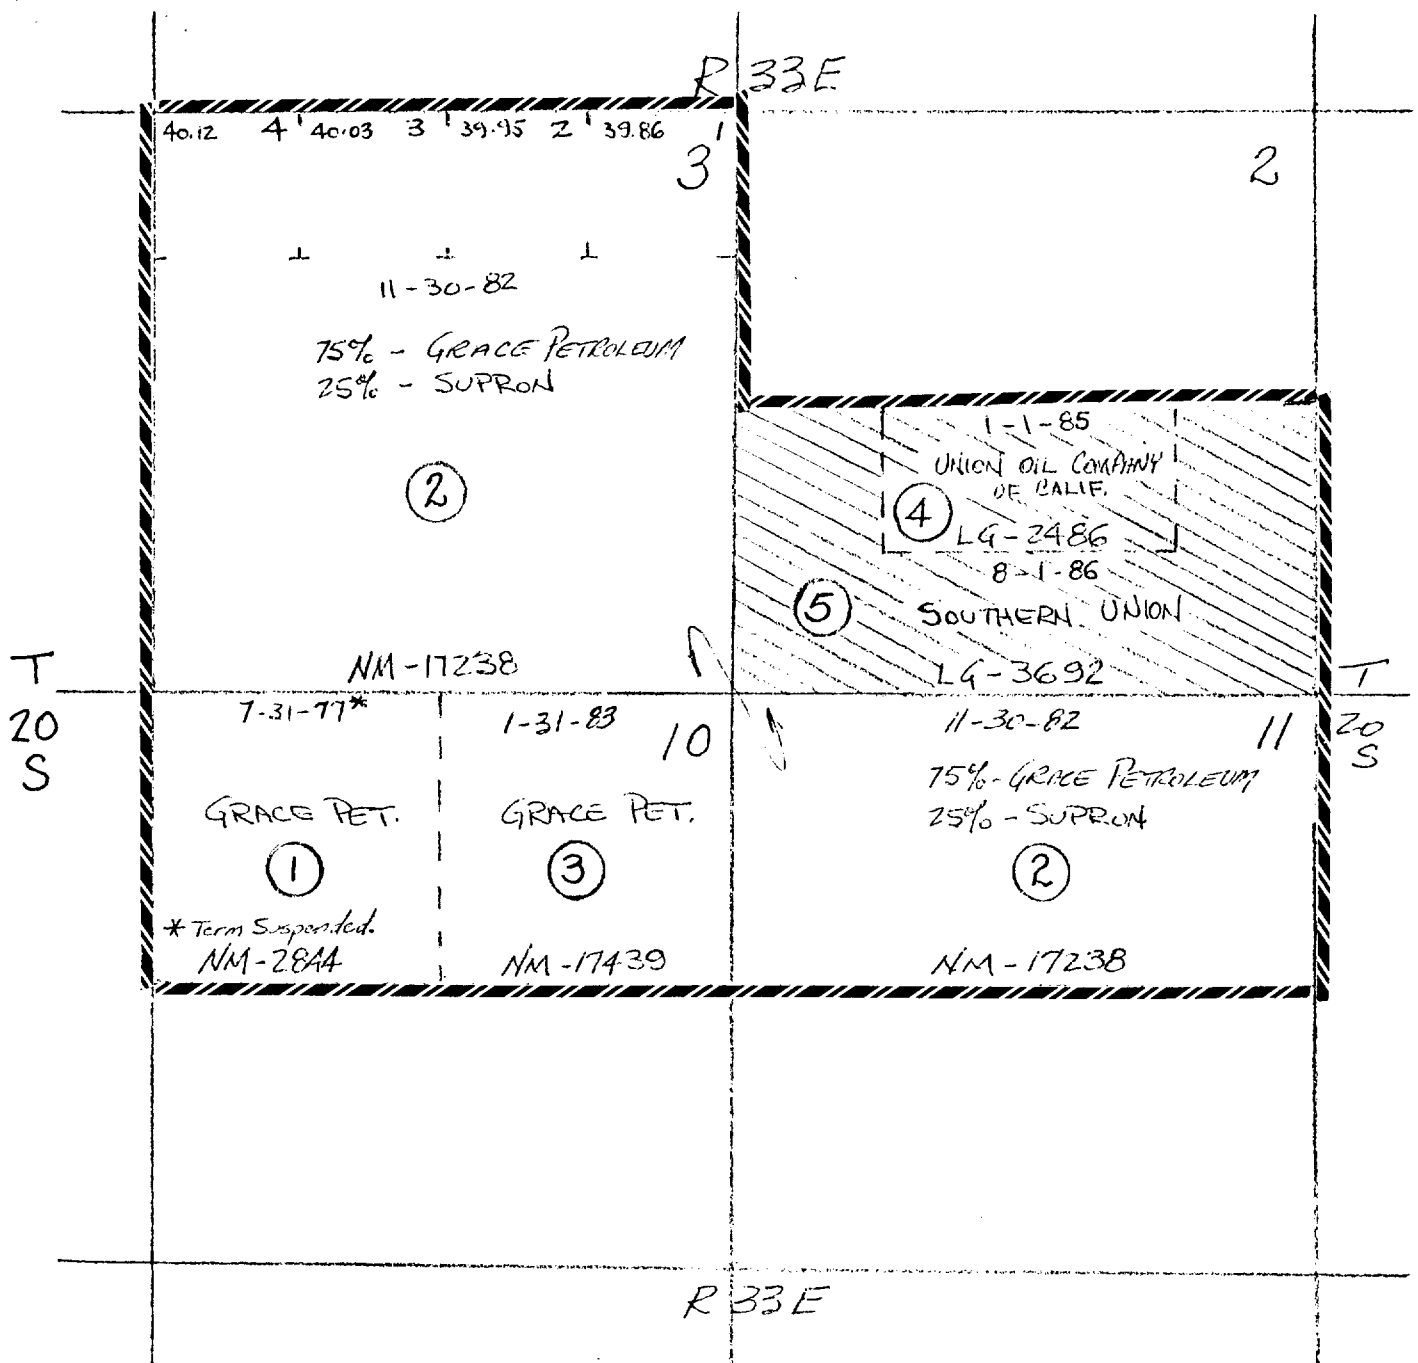 R 33E
40.12 4 40.03 3 39.95 2 39.86 1
3
2
11-30-82
75% - GRACE PETROLEUM
25% - SUPRON
2
NM-17238
1-1-85
UNION OIL COMPANY
OF CALIF.
4
LG-2486
8-1-86
5
SOUTHERN UNION
LG-3692
T
20
S
T
20
S
7-31-77*
GRACE PET.
1
* Term Suspended.
NM-2844
1-31-83
10
GRACE PET.
3
NM-17439
11-30-82
11
75% - GRACE PETROLEUM
25% - SUPRON
2
NM-17238
R 33E